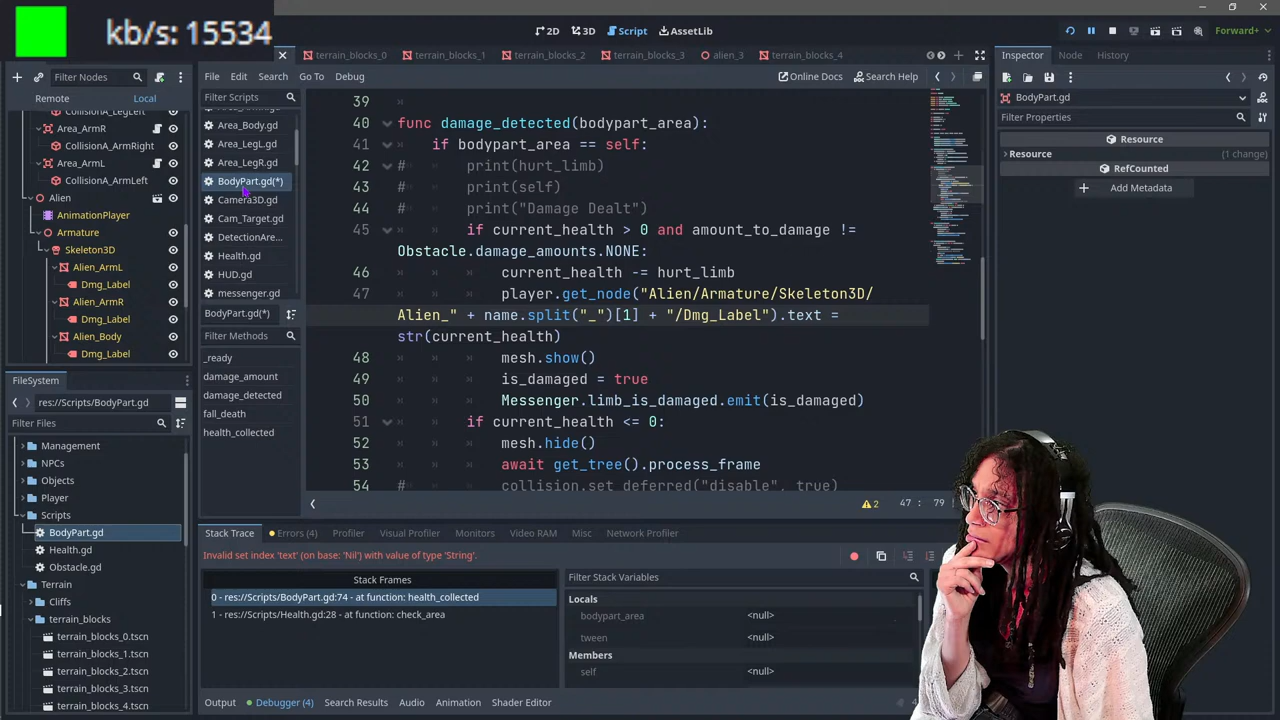 kb/s: 15534
2D
3D
Script
AssetLib
Forward+
terrain_blocks_0
terrain_blocks_1
terrain_blocks_2
terrain_blocks_3
alien_3
terrain_blocks_4
Inspector
Node
History
Filter Nodes
Remote
Local
CollisionA_LegLeft
Area_ArmR
CollisionA_ArmRight
Area_ArmL
CollisionA_ArmLeft
Alien
AnimationPlayer
Armature
Skeleton3D
Alien_ArmL
Dmg_Label
Alien_ArmR
Dmg_Label
Alien_Body
Dmg_Label
FileSystem
res://Scripts/BodyPart.gd
Filter Files
Management
NPCs
Objects
Player
Scripts
BodyPart.gd
Health.gd
Obstacle.gd
Terrain
Cliffs
terrain_blocks
terrain_blocks_0.tscn
terrain_blocks_1.tscn
terrain_blocks_2.tscn
terrain_blocks_3.tscn
terrain_blocks_4.tscn
File Edit Search Go To Debug
Online Docs
Search Help
Filter Scripts
Area_Body.gd
Area_LegL.gd
Area_LegR.gd
BodyPart.gd(*)
Camera3D.gd
Cam_Target.gd
DetectionAre...
Health.gd
HUD.gd
messenger.gd
BodyPart.gd(*)
Filter Methods
_ready
damage_amount
damage_detected
fall_death
health_collected
39
40 func damage_detected(bodypart_area):
41 if bodypart_area == self:
42 # print(hurt_limb)
43 # print(self)
44 # print("Damage Dealt")
45 if current_health > 0 and amount_to_damage !=
Obstacle.damage_amounts.NONE:
46 current_health -= hurt_limb
47 player.get_node("Alien/Armature/Skeleton3D/
Alien_" + name.split("_")[1] + "/Dmg_Label").text =
str(current_health)
48 mesh.show()
49 is_damaged = true
50 Messenger.limb_is_damaged.emit(is_damaged)
51 if current_health <= 0:
52 mesh.hide()
53 await get_tree().process_frame
54 # collision.set_deferred("disable", true)
2
47 : 79
Stack Trace
Errors (4)
Profiler
Visual Profiler
Monitors
Video RAM
Misc
Network Profiler
Invalid set index 'text' (on base: 'Nil') with value of type 'String'.
Stack Frames
0 - res://Scripts/BodyPart.gd:74 - at function: health_collected
1 - res://Scripts/Health.gd:28 - at function: check_area
Filter Stack Variables
Locals
bodypart_area <null>
tween <null>
Members
self <null>
Output
Debugger (4)
Search Results
Audio
Animation
Shader Editor
BodyPart.gd
Filter Properties
Resource
Resource (1 change)
RefCounted
Add Metadata